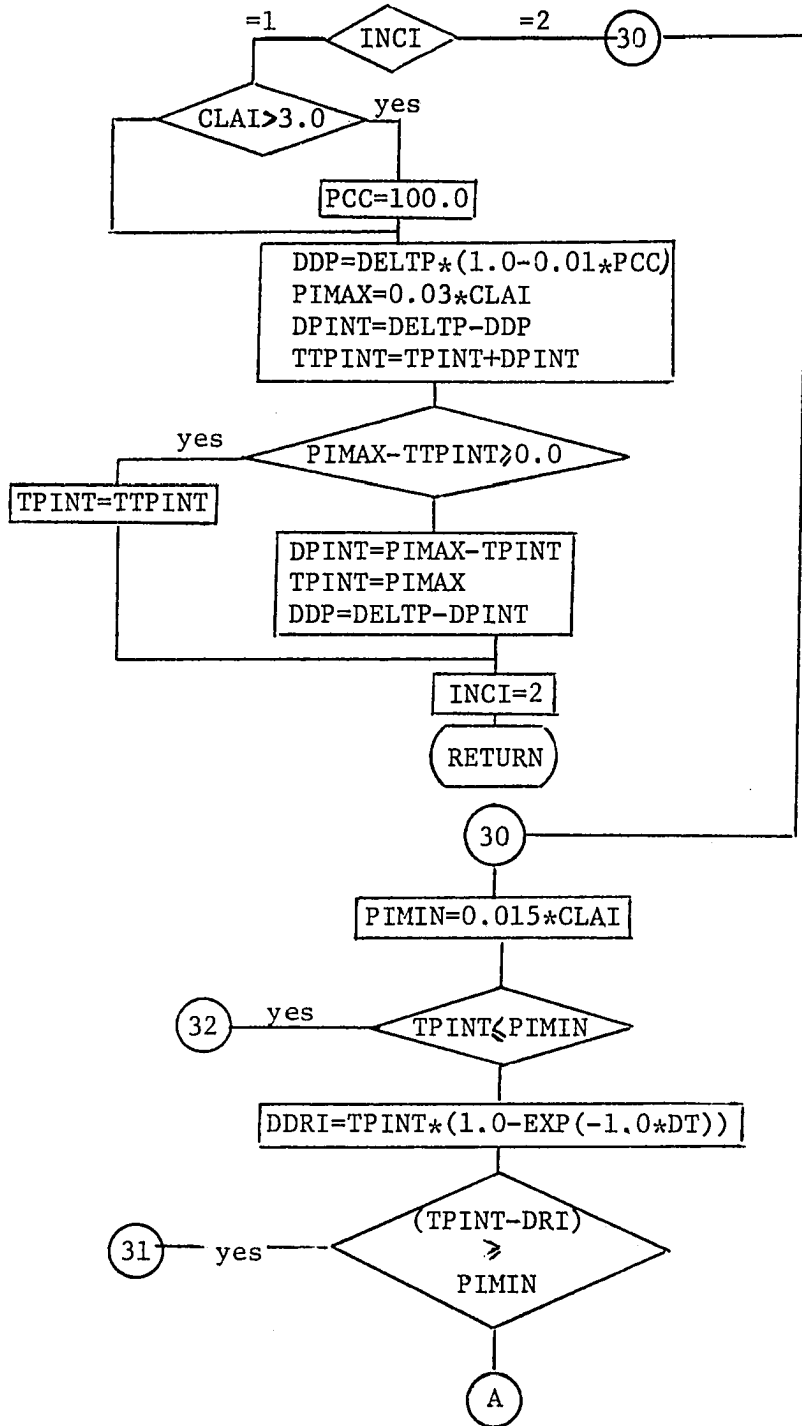 =1
INCI
=2
30
CLAI>3.0
yes
PCC=100.0
DDP=DELTP*(1.0-0.01*PCC)
PIMAX=0.03*CLAI
DPINT=DELTP-DDP
TTPINT=TPINT+DPINT
yes
PIMAX-TTPINT⩾0.0
TPINT=TTPINT
DPINT=PIMAX-TPINT
TPINT=PIMAX
DDP=DELTP-DPINT
INCI=2
RETURN
30
PIMIN=0.015*CLAI
32
yes
TPINT⩽PIMIN
DDRI=TPINT*(1.0-EXP(-1.0*DT))
(TPINT-DRI)
31
yes
⩾
PIMIN
A